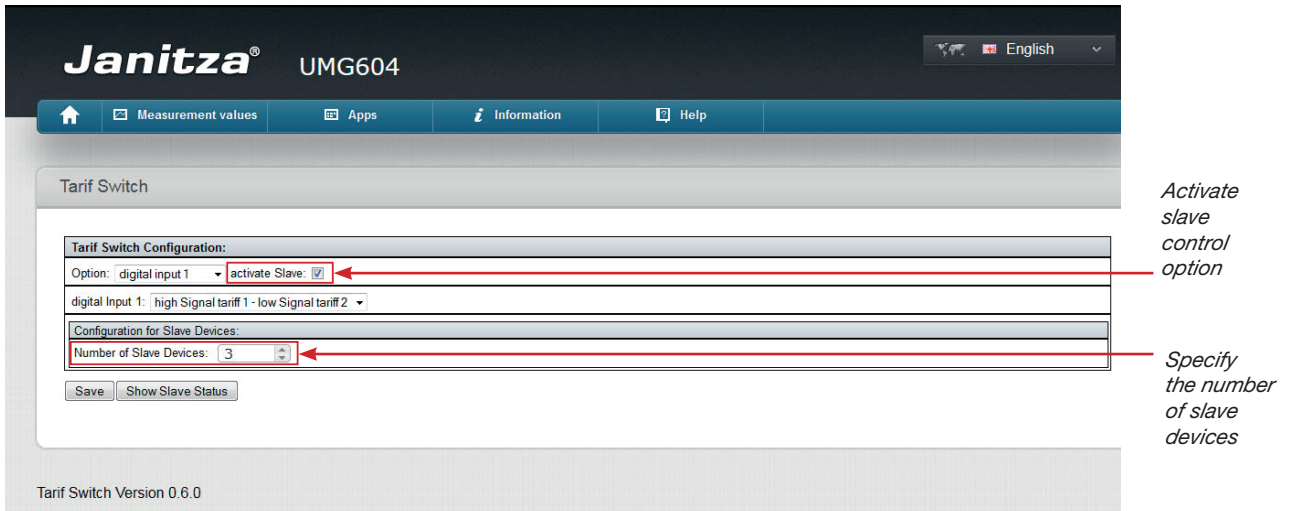 Janitza® UMG604
English
Measurement values Apps Information Help
Tarif Switch
Tarif Switch Configuration:
Option: digital input 1 activate Slave:
digital Input 1: high Signal tariff 1 - low Signal tariff 2
Configuration for Slave Devices:
Number of Slave Devices: 3
Save Show Slave Status
Tarif Switch Version 0.6.0
Activate
slave
control
option
Specify
the number
of slave
devices